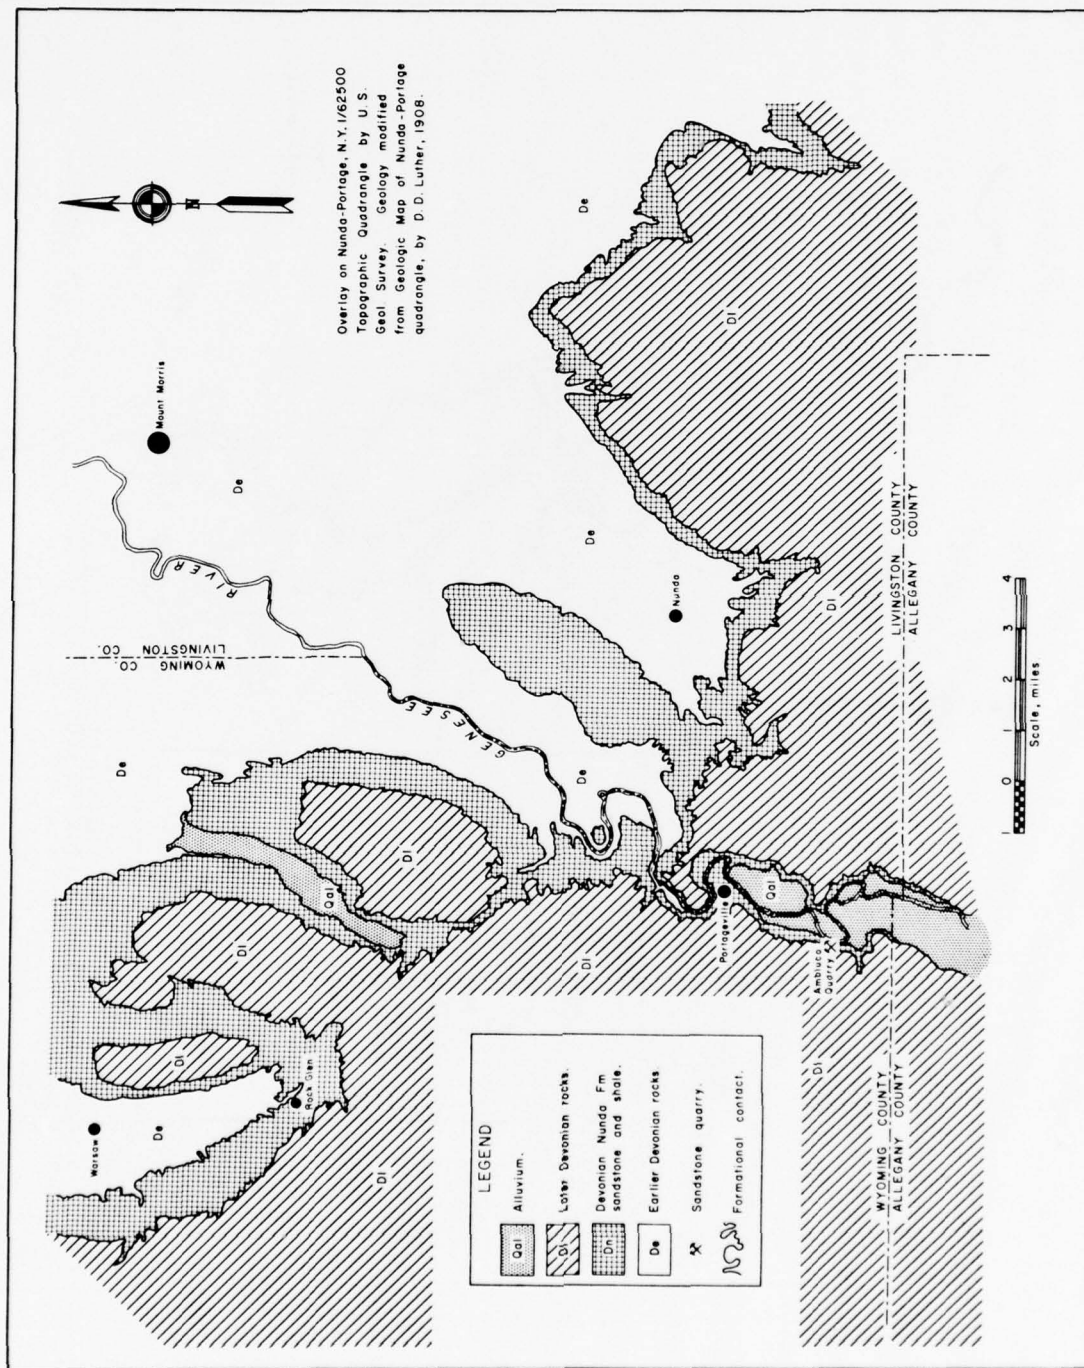 Overlay on Nunda-Portage, N.Y. 1/62500
Topographic Quadrangle by U.S.
Geol. Survey. Geology modified
from Geologic Map of Nunda-Portage
quadrangle, by D.D. Luther, 1908.
N
Mount Morris
De
RIVER
WYOMING CO.
LIVINGSTON CO.
GENESEE
De
De
De
De
Nunda
Dl
Dl
LIVINGSTON COUNTY
ALLEGANY COUNTY
Qal
Dl
Dl
Dl
Warsaw
De
Rock Glen
Dl
Dl
Portageville
Qal
Ambluco
Quarry
Dl
WYOMING COUNTY
ALLEGANY COUNTY
LEGEND
Qal
Alluvium.
Dl
Later Devonian rocks.
Dn
Devonian Nunda Fm
sandstone and shale.
De
Earlier Devonian rocks
Sandstone quarry.
Formational contact.
1 0 1 2 3 4
Scale, miles